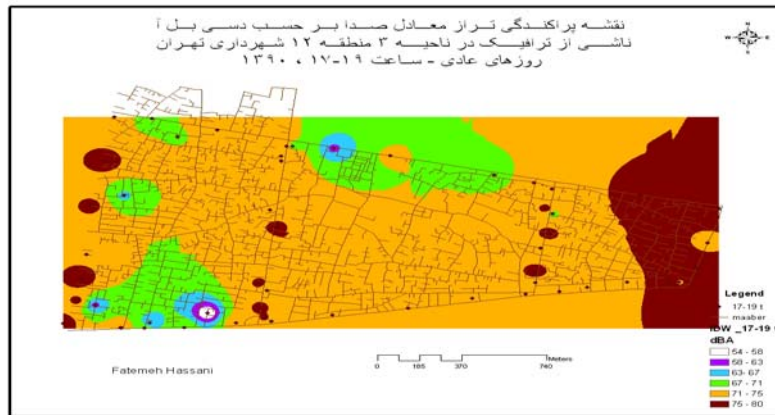 نقشه پراکندگی تراز معادل صدا بر حسب دسی بل آ
ناشی از ترافیک در ناحیه ۳ منطقه ۱۲ شهرداری تهران
روزهای عادی - ساعت ۱۹-۱۷ ، ۱۳۹۰
N
W E
S
Legend
17-19 t
maaber
IDW _17-19 t
dBA
54 - 58
58 - 63
63- 67
67 - 71
71 - 75
75 - 80
Meters
0 185 370 740
Fatemeh Hassani